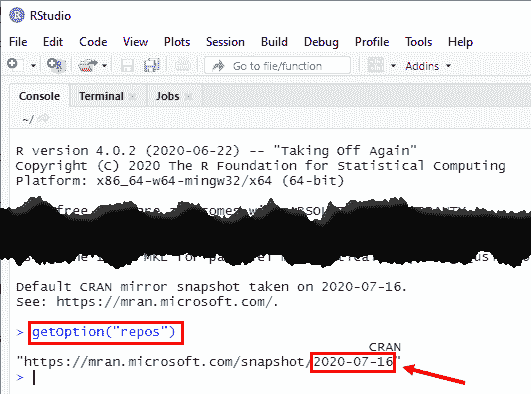 RStudio
File Edit Code View Plots Session Build Debug Profile Tools Help
Go to file/function Addins
Console Terminal Jobs
~/
R version 4.0.2 (2020-06-22) -- "Taking Off Again"
Copyright (C) 2020 The R Foundation for Statistical Computing
Platform: x86_64-w64-mingw32/x64 (64-bit)
Default CRAN mirror snapshot taken on 2020-07-16.
See: https://mran.microsoft.com/.
> getOption("repos")
CRAN
"https://mran.microsoft.com/snapshot/2020-07-16"
>